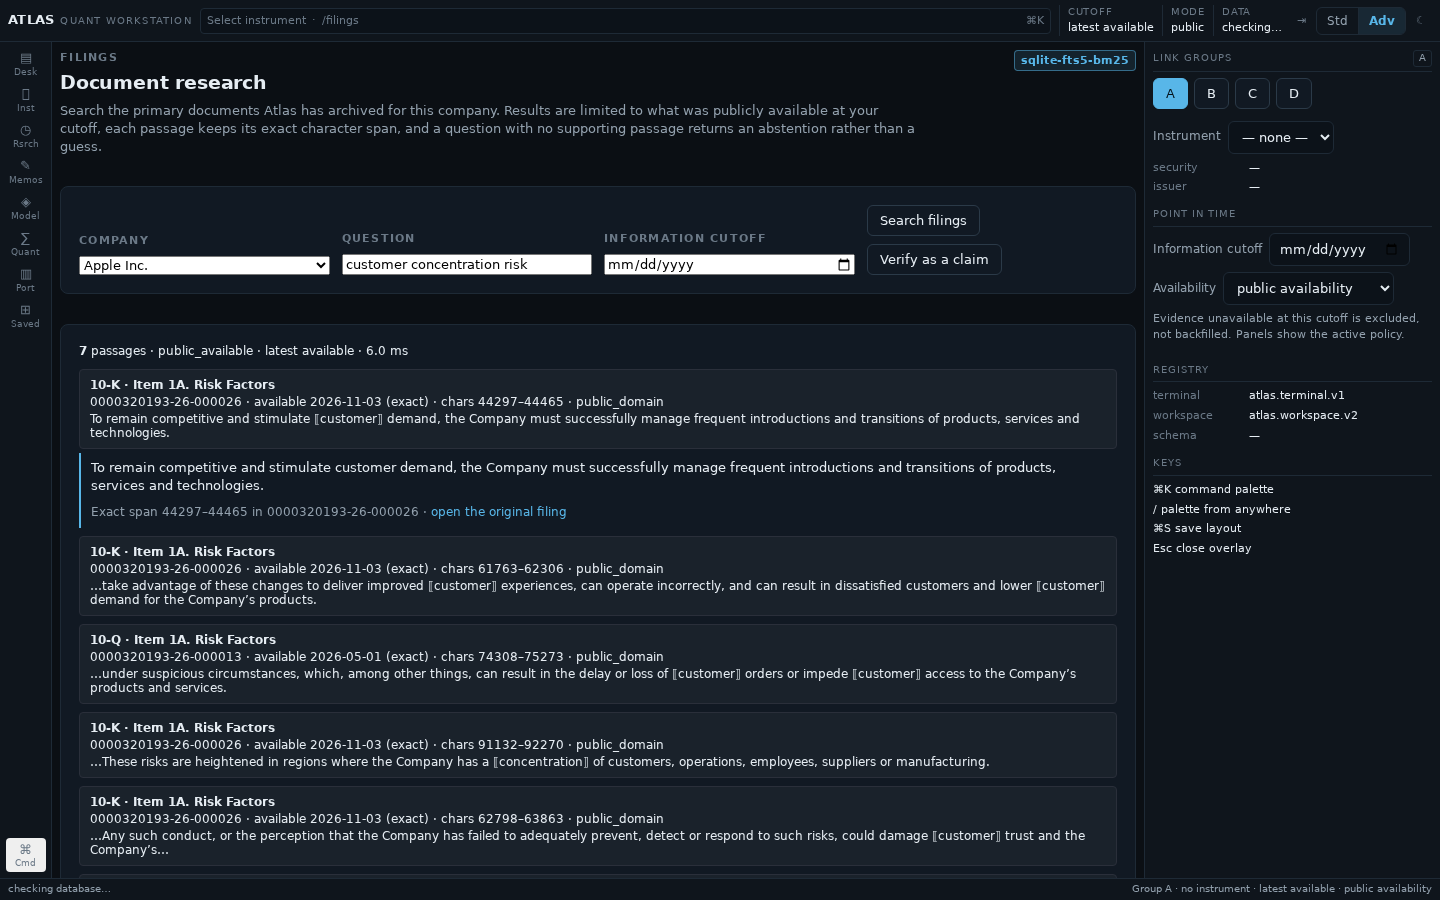 ATLAS QUANT WORKSTATION
Select instrument · /filings ⌘K
CUTOFF
latest available
MODE
public
DATA
checking…
Std Adv
Desk
Inst
Rsrch
Memos
Model
Quant
Port
Saved
⌘
Cmd
FILINGS
sqlite-fts5-bm25
Document research
Search the primary documents Atlas has archived for this company. Results are limited to what was publicly available at your
cutoff, each passage keeps its exact character span, and a question with no supporting passage returns an abstention rather than a
guess.
COMPANY
Apple Inc.
QUESTION
customer concentration risk
INFORMATION CUTOFF
mm/dd/yyyy
Search filings
Verify as a claim
7 passages · public_available · latest available · 6.0 ms
10-K · Item 1A. Risk Factors
0000320193-26-000026 · available 2026-11-03 (exact) · chars 44297–44465 · public_domain
To remain competitive and stimulate ⟦customer⟧ demand, the Company must successfully manage frequent introductions and transitions of products, services and
technologies.
To remain competitive and stimulate customer demand, the Company must successfully manage frequent introductions and transitions of products,
services and technologies.
Exact span 44297–44465 in 0000320193-26-000026 · open the original filing
10-K · Item 1A. Risk Factors
0000320193-26-000026 · available 2026-11-03 (exact) · chars 61763–62306 · public_domain
…take advantage of these changes to deliver improved ⟦customer⟧ experiences, can operate incorrectly, and can result in dissatisfied customers and lower ⟦customer⟧
demand for the Company’s products.
10-Q · Item 1A. Risk Factors
0000320193-26-000013 · available 2026-05-01 (exact) · chars 74308–75273 · public_domain
…under suspicious circumstances, which, among other things, can result in the delay or loss of ⟦customer⟧ orders or impede ⟦customer⟧ access to the Company’s
products and services.
10-K · Item 1A. Risk Factors
0000320193-26-000026 · available 2026-11-03 (exact) · chars 91132–92270 · public_domain
…These risks are heightened in regions where the Company has a ⟦concentration⟧ of customers, operations, employees, suppliers or manufacturing.
10-K · Item 1A. Risk Factors
0000320193-26-000026 · available 2026-11-03 (exact) · chars 62798–63863 · public_domain
…Any such conduct, or the perception that the Company has failed to adequately prevent, detect or respond to such risks, could damage ⟦customer⟧ trust and the
Company’s…
LINK GROUPS A
A B C D
Instrument — none —
security —
issuer —
POINT IN TIME
Information cutoff mm/dd/yyyy
Availability public availability
Evidence unavailable at this cutoff is excluded,
not backfilled. Panels show the active policy.
REGISTRY
terminal atlas.terminal.v1
workspace atlas.workspace.v2
schema —
KEYS
⌘K command palette
/ palette from anywhere
⌘S save layout
Esc close overlay
checking database…
Group A · no instrument · latest available · public availability